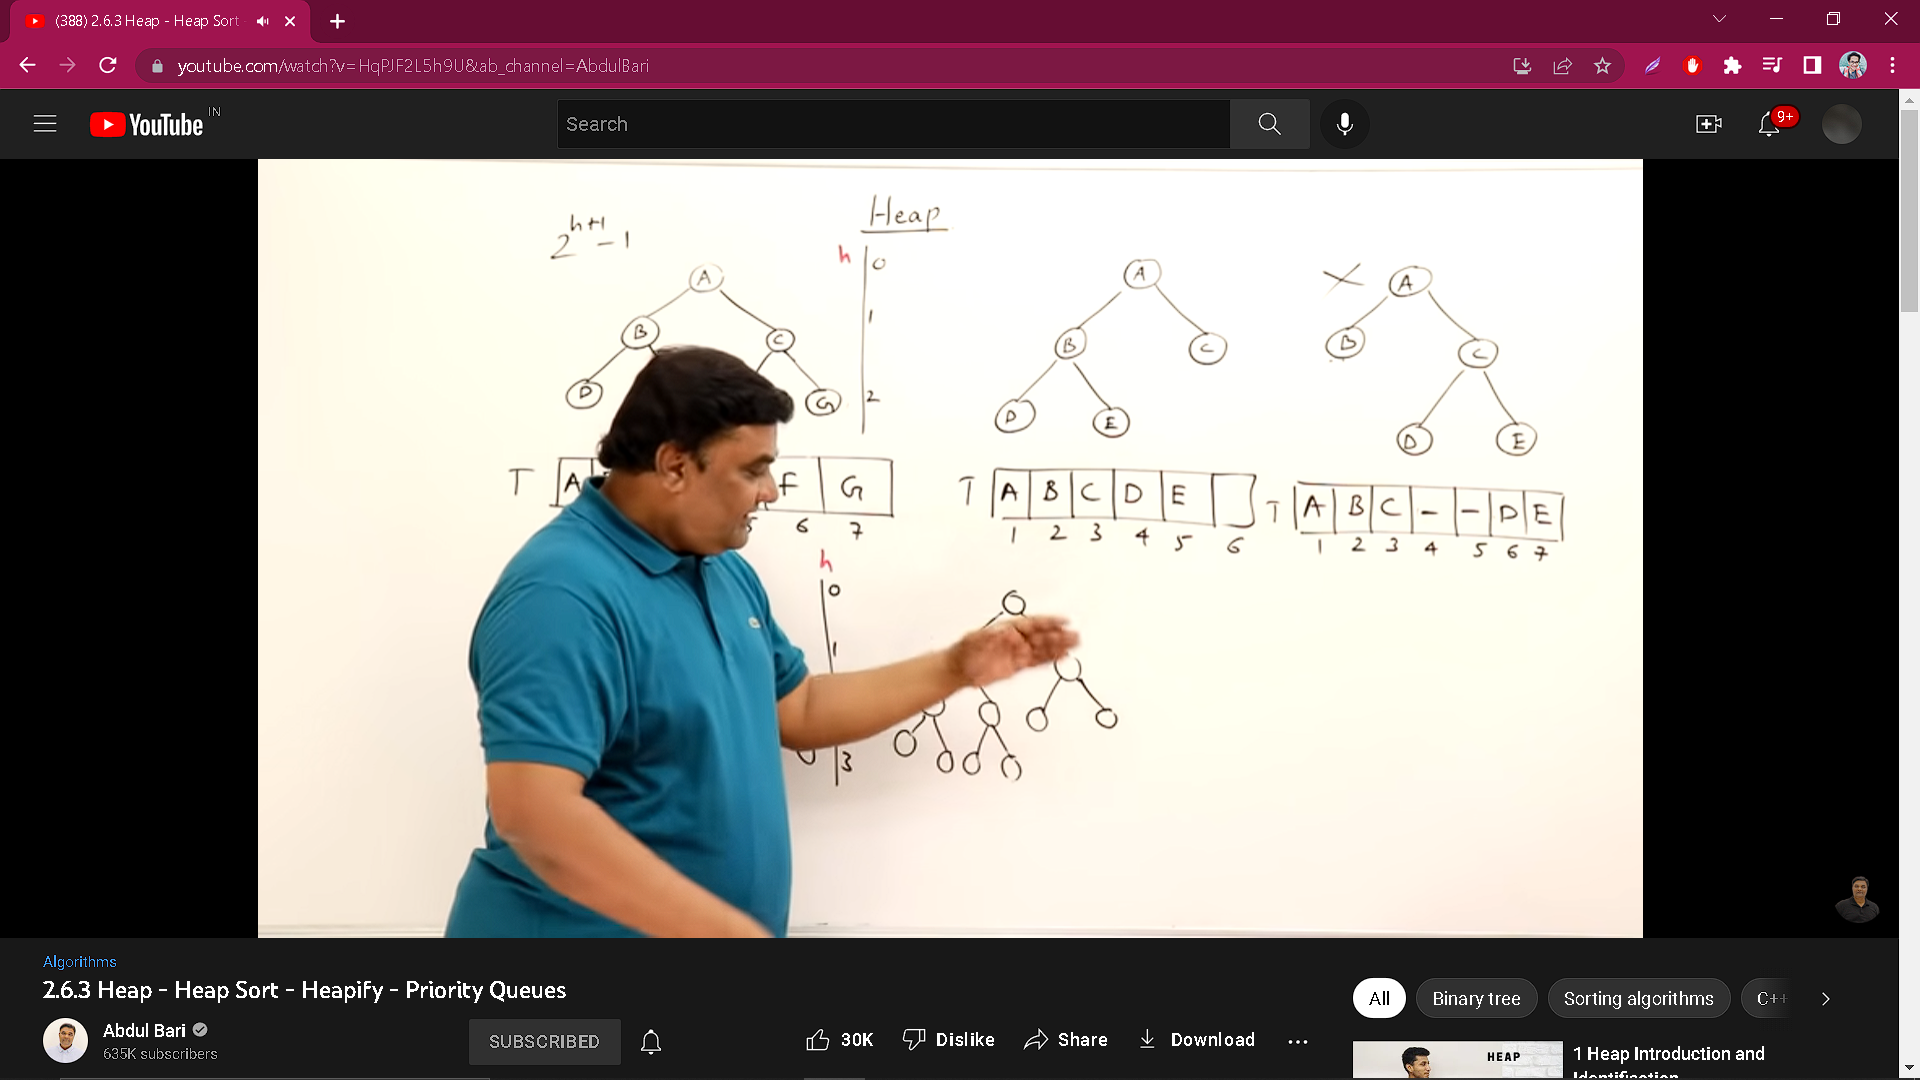 (388) 2.6.3 Heap - Heap Sort
youtube.com/watch?v=HqPJF2L5h9U&ab_channel=AbdulBari
YouTube IN
Search
9+
Heap
2^h+1 - 1
h
0
1
2
A
B
C
D
G
A
B
C
D
E
X
A
B
C
D
E
T A F G
6 7
T A B C D E
1 2 3 4 5 6
T A B C - - D E
1 2 3 4 5 6 7
h
0
1
3
Algorithms
2.6.3 Heap - Heap Sort - Heapify - Priority Queues
Abdul Bari
635K subscribers
SUBSCRIBED
30K
Dislike
Share
Download
All
Binary tree
Sorting algorithms
C++
HEAP
1 Heap Introduction and